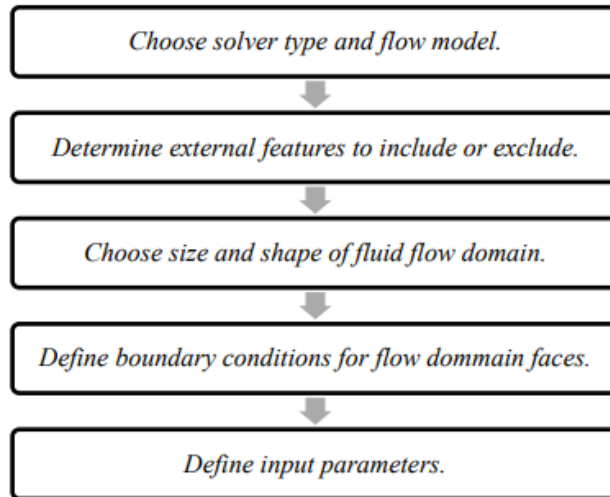 Choose solver type and flow model.
Determine external features to include or exclude.
Choose size and shape of fluid flow domain.
Define boundary conditions for flow dommain faces.
Define input parameters.